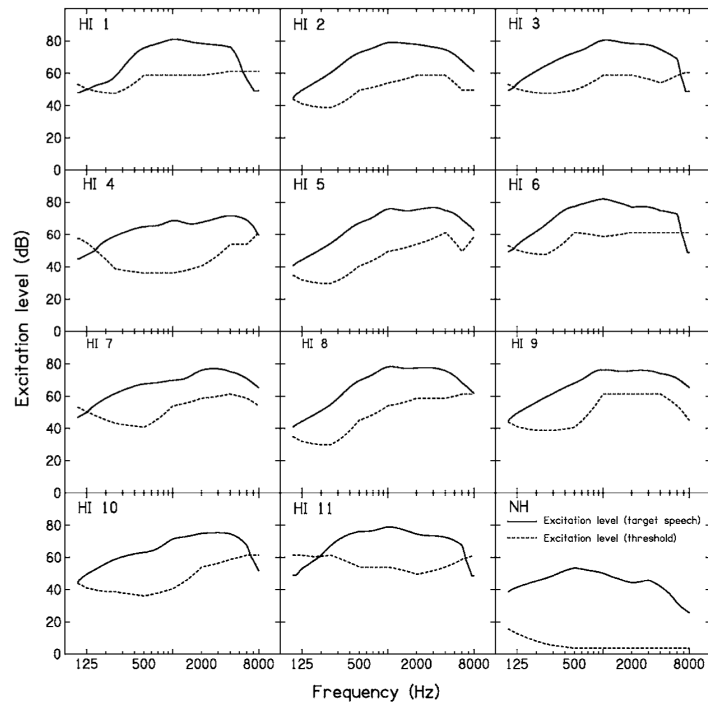 HI 1
HI 2
HI 3
80
60
40
20
0
HI 4
HI 5
HI 6
80
60
40
20
0
Excitation level (dB)
HI 7
HI 8
HI 9
80
60
40
20
0
HI 10
HI 11
NH
Excitation level (target speech)
Excitation level (threshold)
80
60
40
20
0
125 500 2000 8000 125 500 2000 8000 125 500 2000 8000
Frequency (Hz)